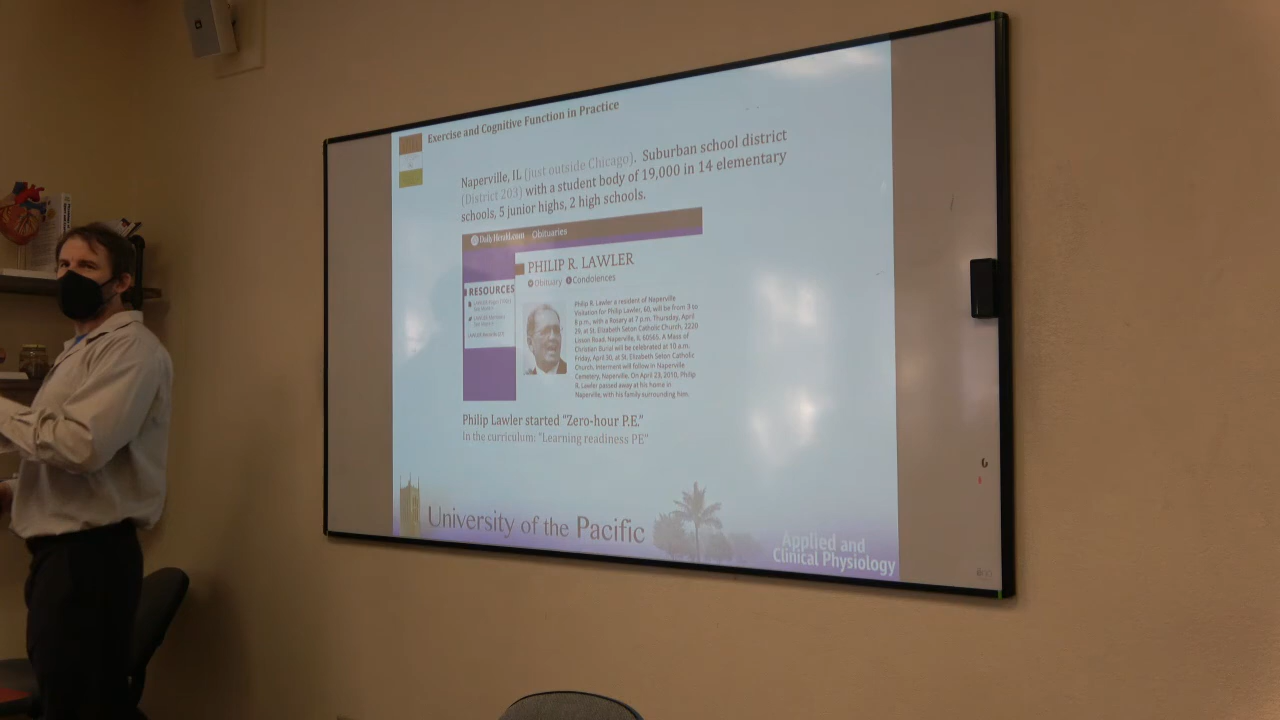 Exercise and Cognitive Function in Practice
Naperville, IL (just outside Chicago). Suburban school district
(District 203) with a student body of 19,000 in 14 elementary
schools, 5 junior highs, 2 high schools.
DailyHerald.com Obituaries
PHILIP R. LAWLER
Obituary Condolences
RESOURCES
Philip R. Lawler a resident of Naperville
Visitation for Philip Lawler, 60, will be from 3 to
8 p.m., with a Rosary at 7 p.m. Thursday, April
29, at St. Elizabeth Seton Catholic Church, 2220
Road, Naperville, IL 60565. A Mass of
Christian Burial will be celebrated at 10 a.m.
Friday, April 30, at St. Elizabeth Seton Catholic
Church. Interment will follow in Naperville
Cemetery, Naperville. On April 23, 2010, Philip
R. Lawler passed away at his home in
Naperville, with his family surrounding him.
Philip Lawler started "Zero-hour P.E."
In the curriculum: "Learning readiness PE"
University of the Pacific
Applied and
Clinical Physiology